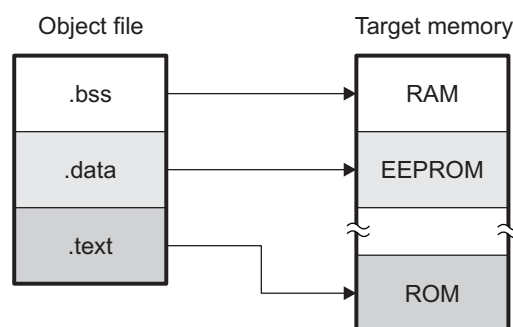 Object file
Target memory
.bss
RAM
.data
EEPROM
.text
ROM